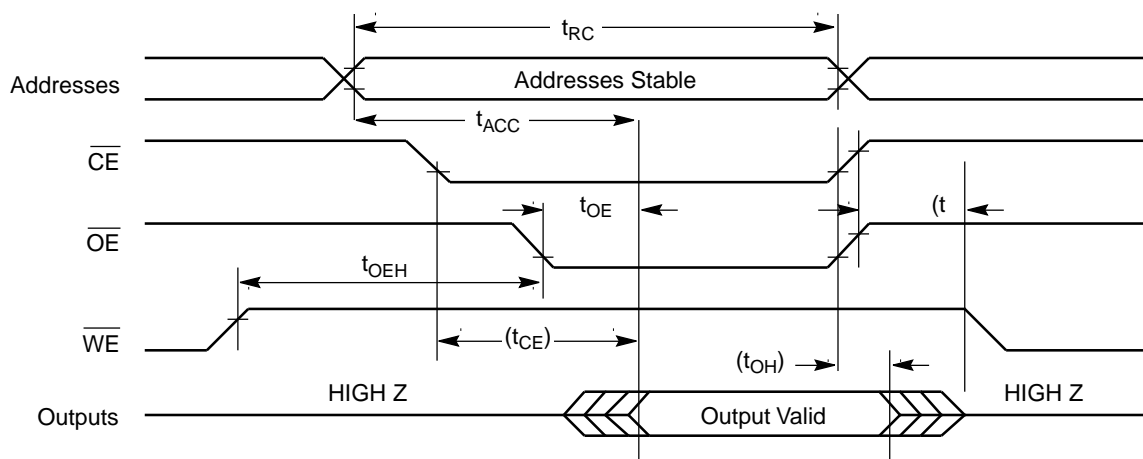 tRC
Addresses
Addresses Stable
tACC
CE
tOE
(t
OE
tOEH
WE
(tCE)
(tOH)
HIGH Z
HIGH Z
Outputs
Output Valid